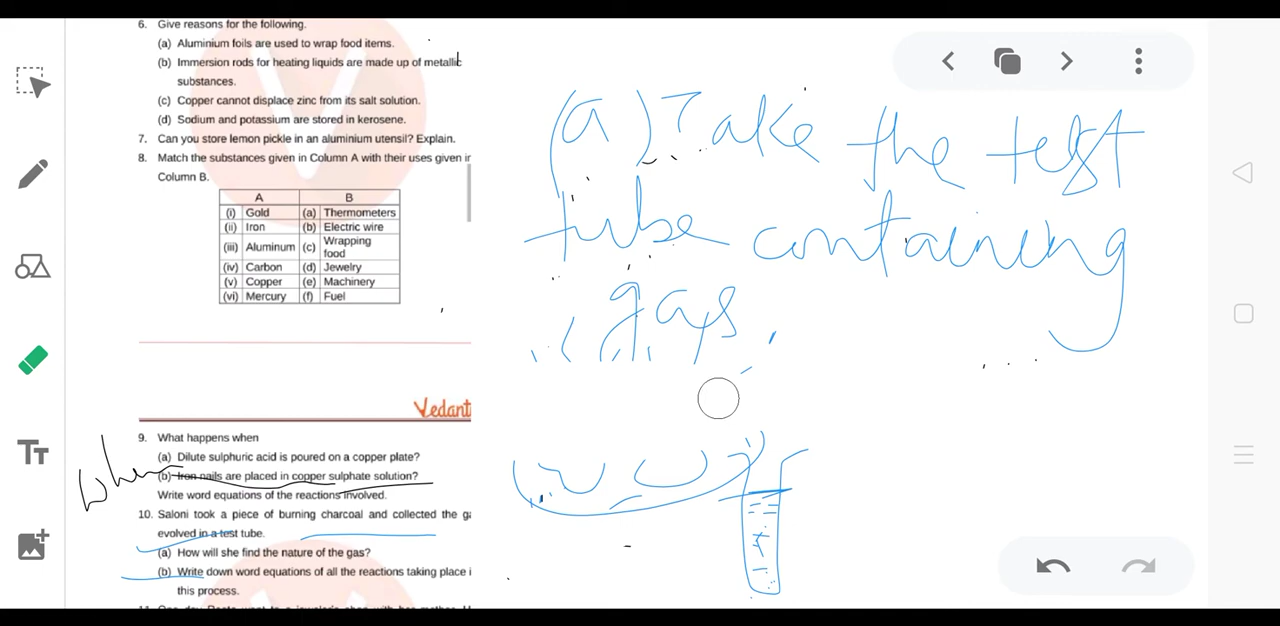 6. Give reasons for the following.
(a) Aluminium foils are used to wrap food items.
(b) Immersion rods for heating liquids are made up of metallic
substances.
(c) Copper cannot displace zinc from its salt solution.
(d) Sodium and potassium are stored in kerosene.
7. Can you store lemon pickle in an aluminium utensil? Explain.
8. Match the substances given in Column A with their uses given in
Column B.
A B
(i) Gold (a) Thermometers
(ii) Iron (b) Electric wire
(iii) Aluminum (c) Wrapping food
(iv) Carbon (d) Jewelry
(v) Copper (e) Machinery
(vi) Mercury (f) Fuel
Vedant
9. What happens when
(a) Dilute sulphuric acid is poured on a copper plate?
when
(b) Iron nails are placed in copper sulphate solution?
Write word equations of the reactions involved.
10. Saloni took a piece of burning charcoal and collected the ga
evolved in a test tube.
(a) How will she find the nature of the gas?
(b) Write down word equations of all the reactions taking place i
this process.
(a) Take the test
tube containing
gas.
Tt